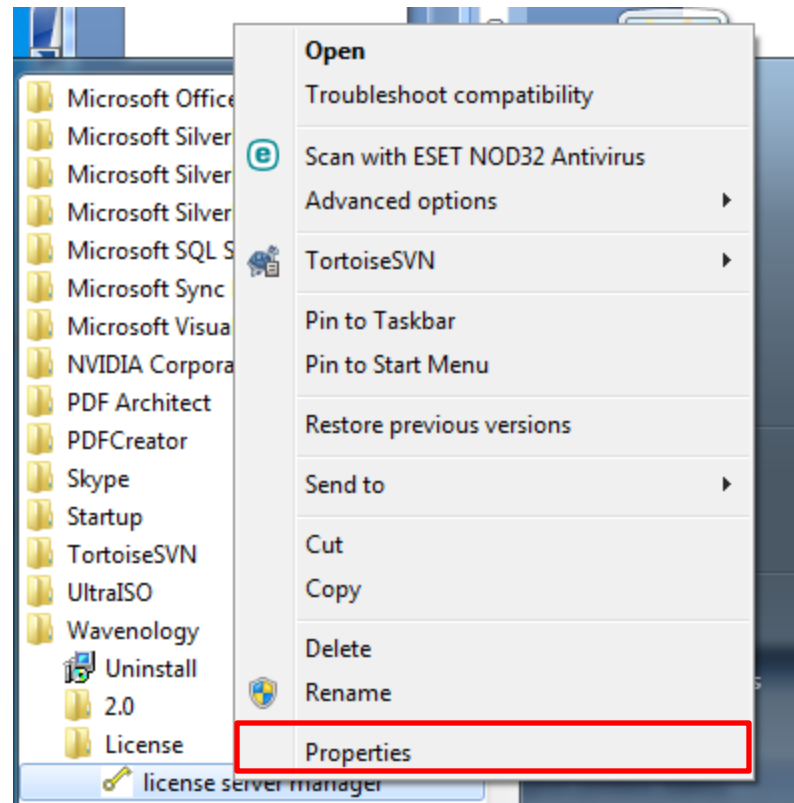 Microsoft Office
Microsoft Silver
Microsoft Silver
Microsoft Silver
Microsoft SQL S
Microsoft Sync
Microsoft Visua
NVIDIA Corpora
PDF Architect
PDFCreator
Skype
Startup
TortoiseSVN
UltraISO
Wavenology
Uninstall
2.0
License
license server manager
Open
Troubleshoot compatibility
Scan with ESET NOD32 Antivirus
Advanced options
TortoiseSVN
Pin to Taskbar
Pin to Start Menu
Restore previous versions
Send to
Cut
Copy
Delete
Rename
Properties